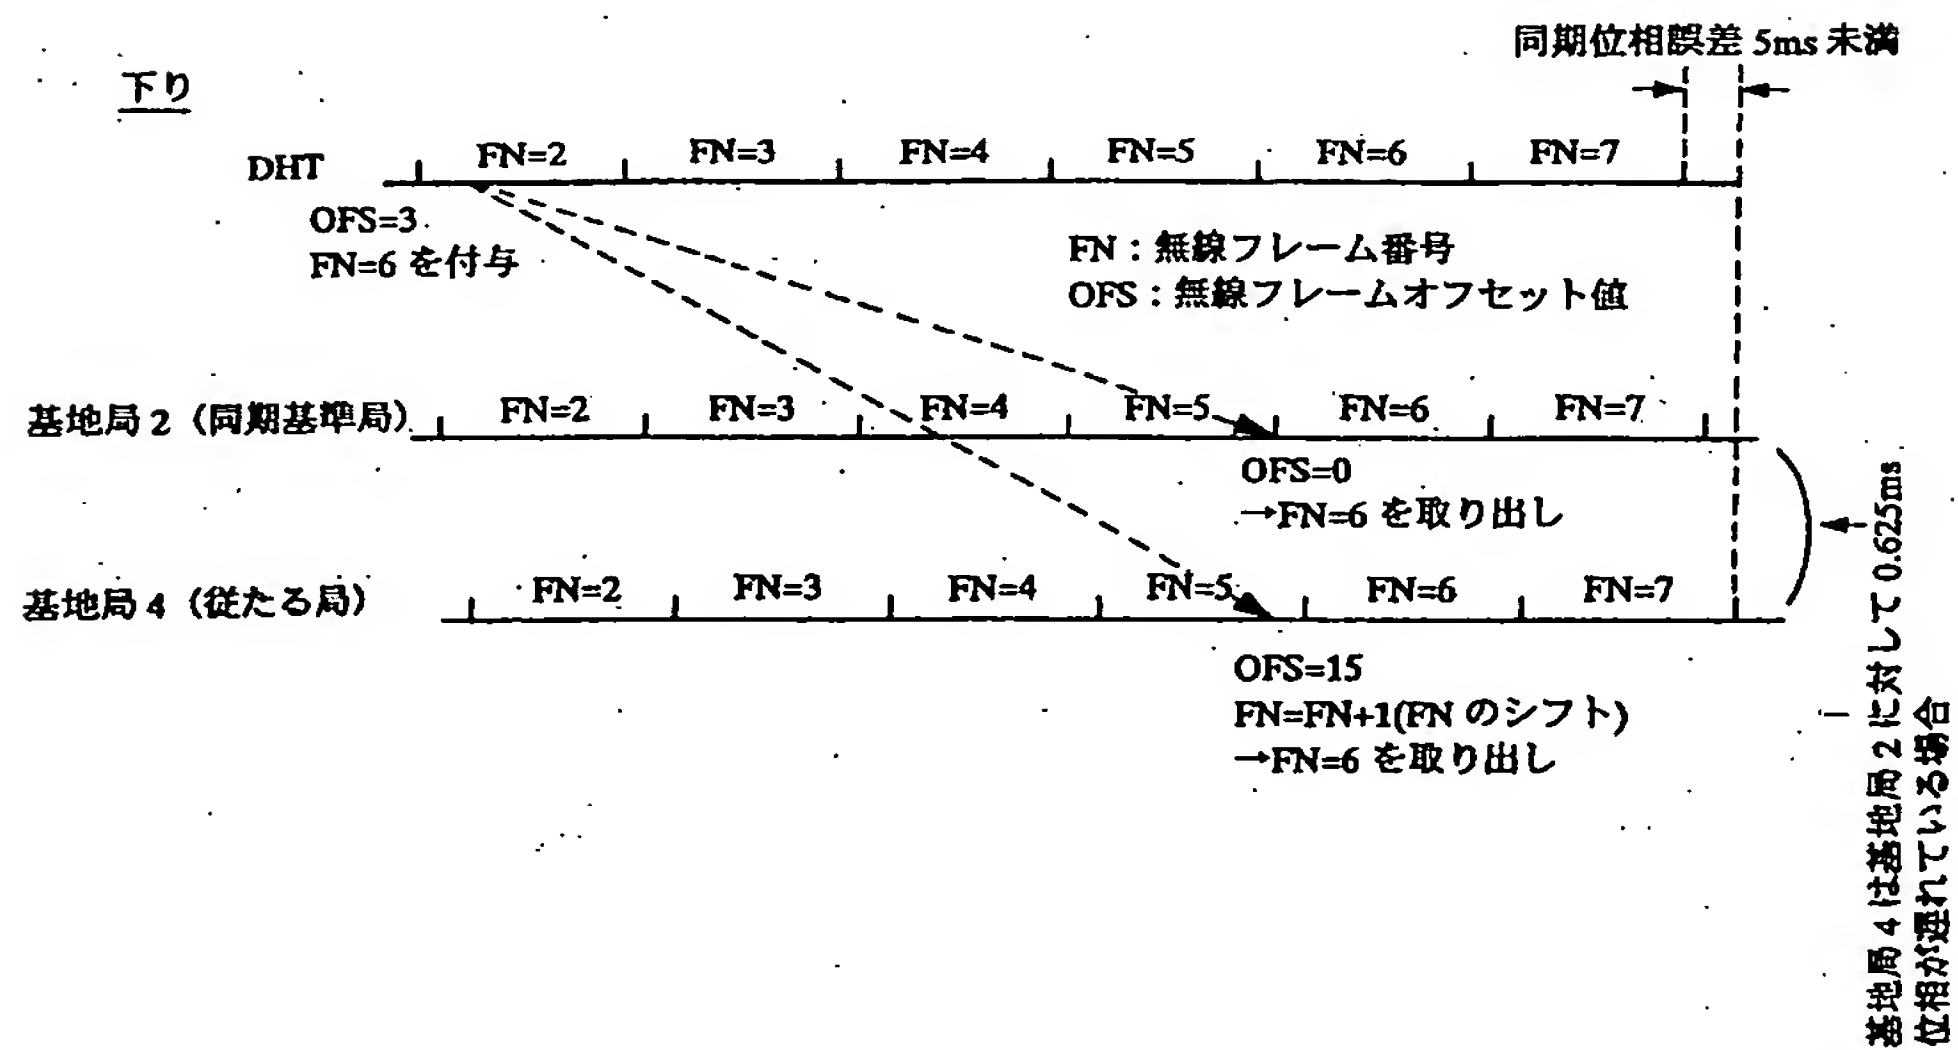 同期位相誤差 5ms 未満
下り
DHT
FN=2 FN=3 FN=4 FN=5 FN=6 FN=7
OFS=3
FN=6 を付与
FN：無線フレーム番号
OFS：無線フレームオフセット値
基地局 2（同期基準局）
FN=2 FN=3 FN=4 FN=5 FN=6 FN=7
OFS=0
→FN=6 を取り出し
基地局 4（従たる局）
FN=2 FN=3 FN=4 FN=5 FN=6 FN=7
OFS=15
FN=FN+1(FN のシフト)
→FN=6 を取り出し
基地局 4 は基地局 2 に対して 0.625ms
位相が遅れている場合